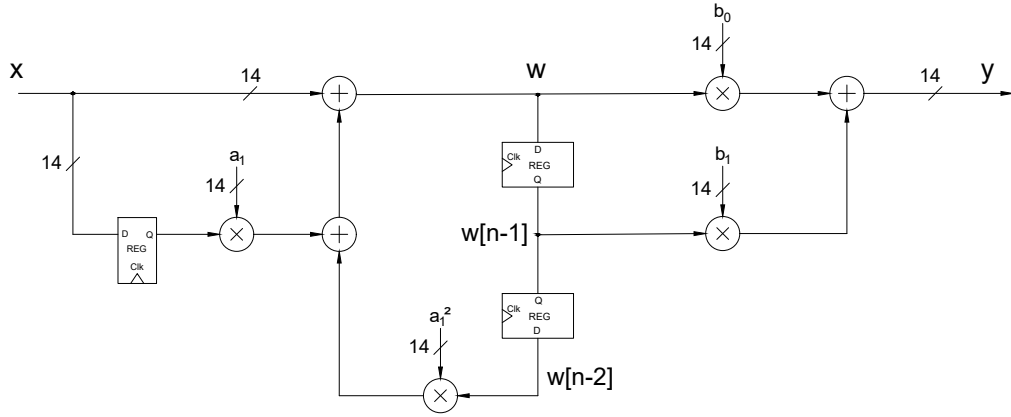 x
14
w
b₀
14
14
y
14
a₁
14
Clk
D
REG
Q
b₁
14
D
Q
REG
Clk
w[n-1]
Clk
Q
REG
D
a₁²
14
w[n-2]